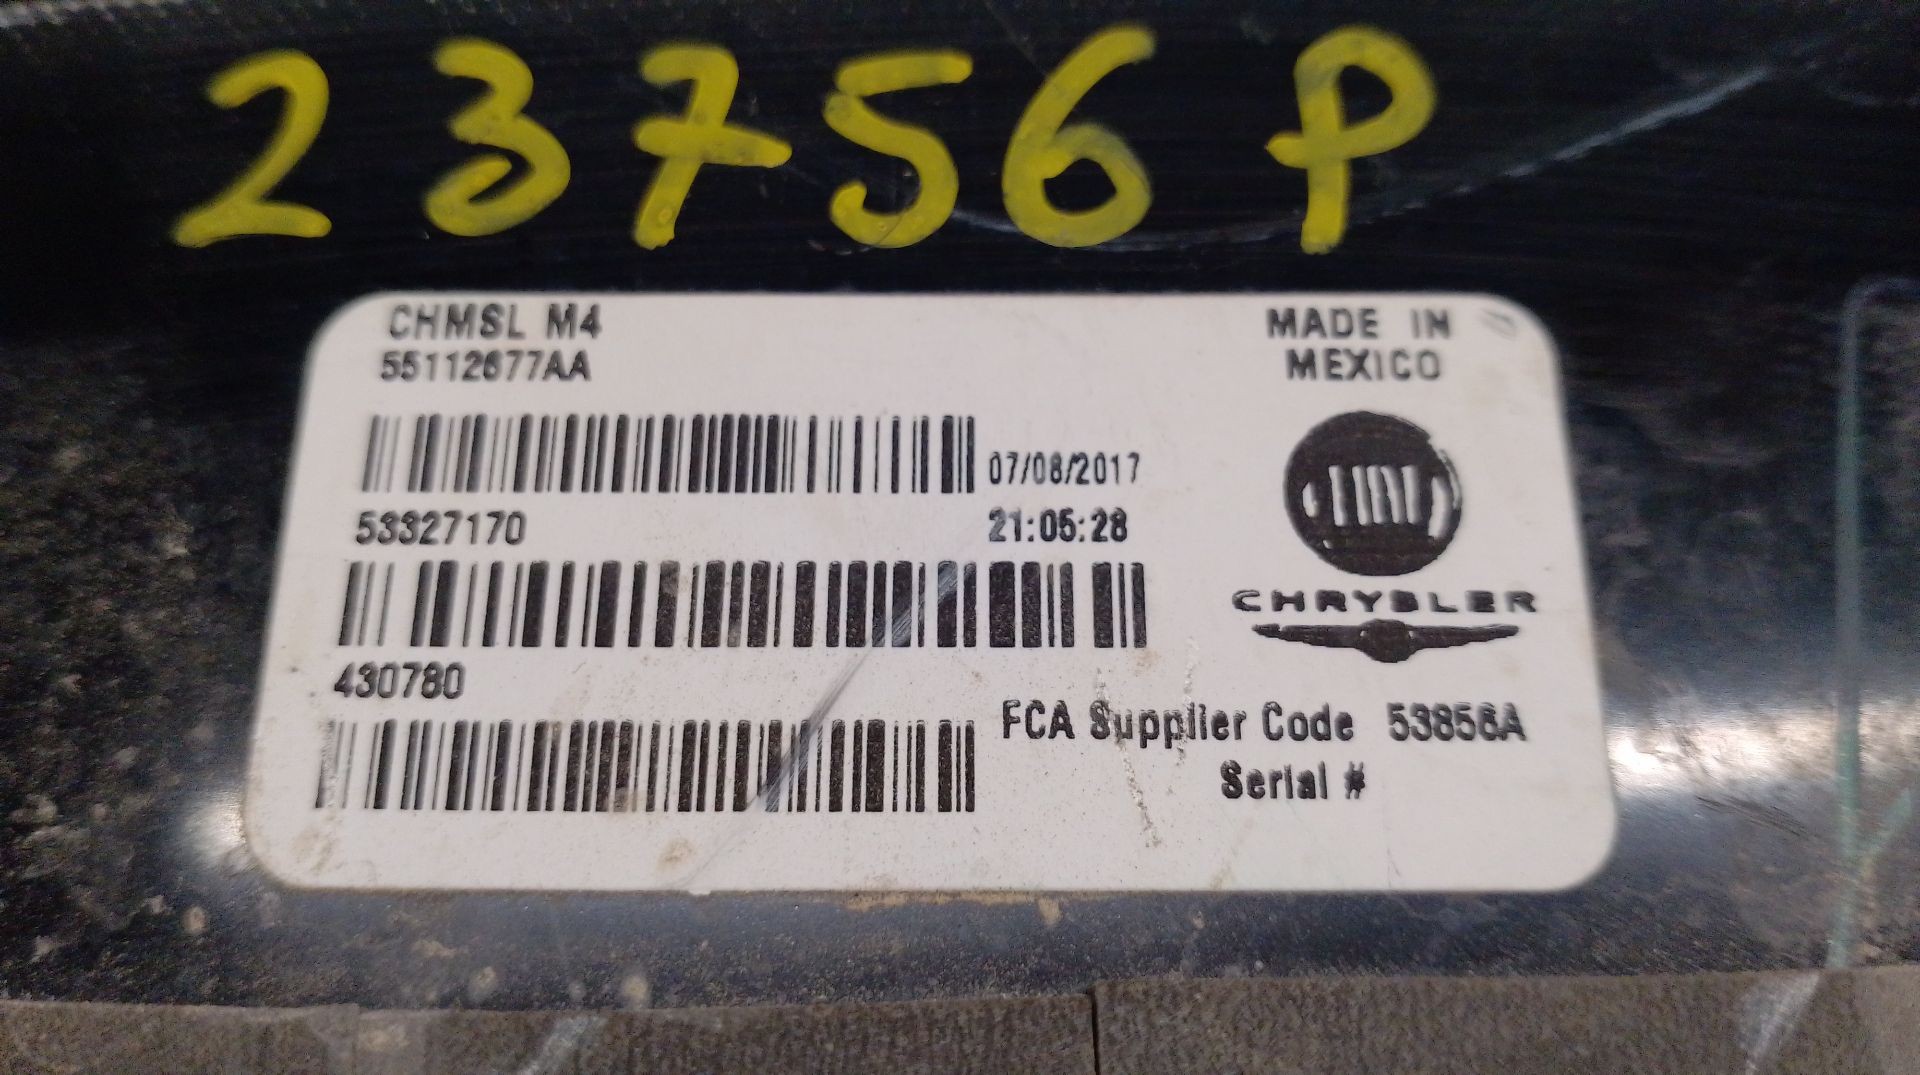 23756P
CHMSL M4
55112677AA
MADE IN
MEXICO
07/08/2017
53327170
21:05:28
CHRYSLER
430780
FCA Supplier Code 53856A
Serial #